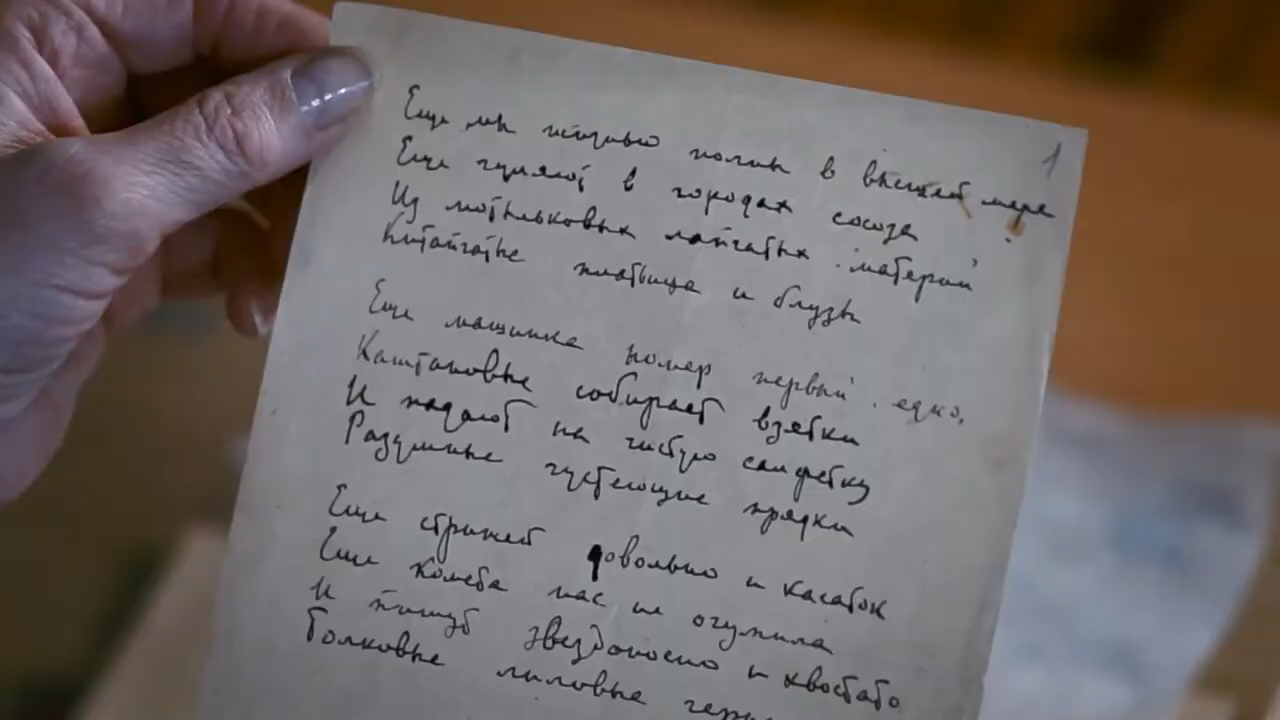 1
Еще мы жизнью полны в высшей мере
Еще гуляют в городах союза
Из мотыльковых лапчатых материй
Китайчатые платьица и блузы
Еще машинка номер первый едко,
Каштановые собирает взятки
И падают на чистую салфетку
Разумные густеющие прядки
Еще стрижей довольно и касаток
Еще комета нас не очумила
И пишут звездоносно и хвостато
Толковые лиловые